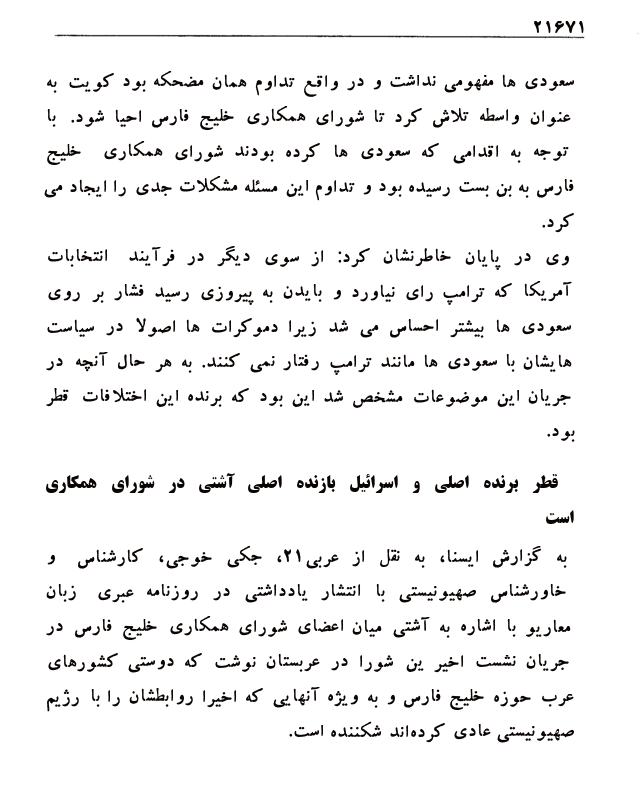 ۲۱۶۷۱
سعودی ها مفهومی نداشت و در واقع تداوم همان مضحکه بود کویت به
عنوان واسطه تلاش کرد تا شورای همکاری خلیج فارس احیا شود. با
توجه به اقدامی که سعودی ها کرده بودند شورای همکاری خلیج
فارس به بن بست رسیده بود و تداوم این مسئله مشکلات جدی را ایجاد می
کرد.
وی در پایان خاطرنشان کرد: از سوی دیگر در فرآیند انتخابات
آمریکا که ترامپ رای نیاورد و بایدن به پیروزی رسید فشار بر روی
سعودی ها بیشتر احساس می شد زیرا دموکرات ها اصولا در سیاست
هایشان با سعودی ها مانند ترامپ رفتار نمی کنند. به هر حال آنچه در
جریان این موضوعات مشخص شد این بود که برنده این اختلافات قطر
بود.
قطر برنده اصلی و اسرائیل بازنده اصلی آشتی در شورای همکاری
است
به گزارش ایسنا، به نقل از عربی۲۱، جکی خوجی، کارشناس و
خاورشناس صهیونیستی با انتشار یادداشتی در روزنامه عبری زبان
معاریو با اشاره به آشتی میان اعضای شورای همکاری خلیج فارس در
جریان نشست اخیر ین شورا در عربستان نوشت که دوستی کشورهای
عرب حوزه خلیج فارس و به ویژه آنهایی که اخیرا روابطشان را با رژیم
صهیونیستی عادی کرده‌اند شکننده است.